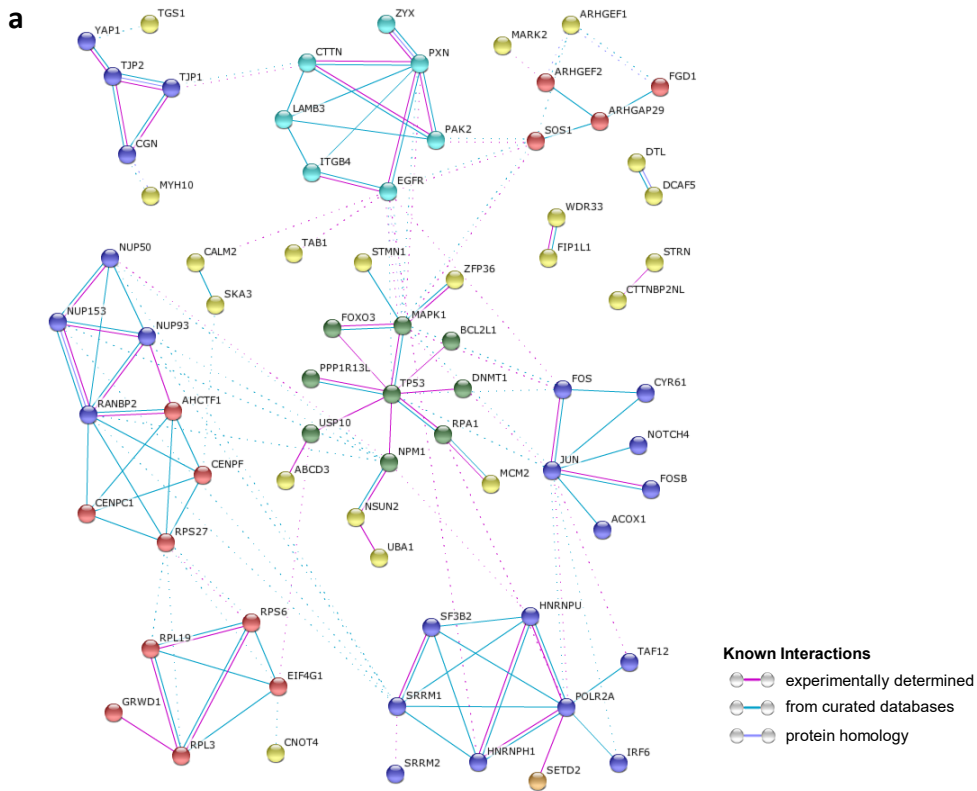 a
TGS1
YAP1
TJP2
TJP1
CGN
MYH10
ZYX
CTTN
PXN
LAMB3
PAK2
ITGB4
EGFR
ARHGEF1
MARK2
ARHGEF2
FGD1
ARHGAP29
SOS1
DTL
DCAF5
WDR33
FIP1L1
STRN
CTTNBP2NL
NUP50
CALM2
TAB1
STMN1
ZFP36
SKA3
NUP153
NUP93
FOXO3
MAPK1
BCL2L1
PPP1R13L
TP53
DNMT1
FOS
CYR61
RANBP2
AHCTF1
USP10
RPA1
NOTCH4
JUN
NPM1
CENPF
ABCD3
MCM2
FOSB
CENPC1
NSUN2
ACOX1
RPS27
UBA1
RPS6
SF3B2
HNRNPU
RPL19
TAF12
EIF4G1
SRRM1
POLR2A
GRWD1
RPL3
CNOT4
HNRNPH1
IRF6
SRRM2
SETD2
Known Interactions
experimentally determined
from curated databases
protein homology